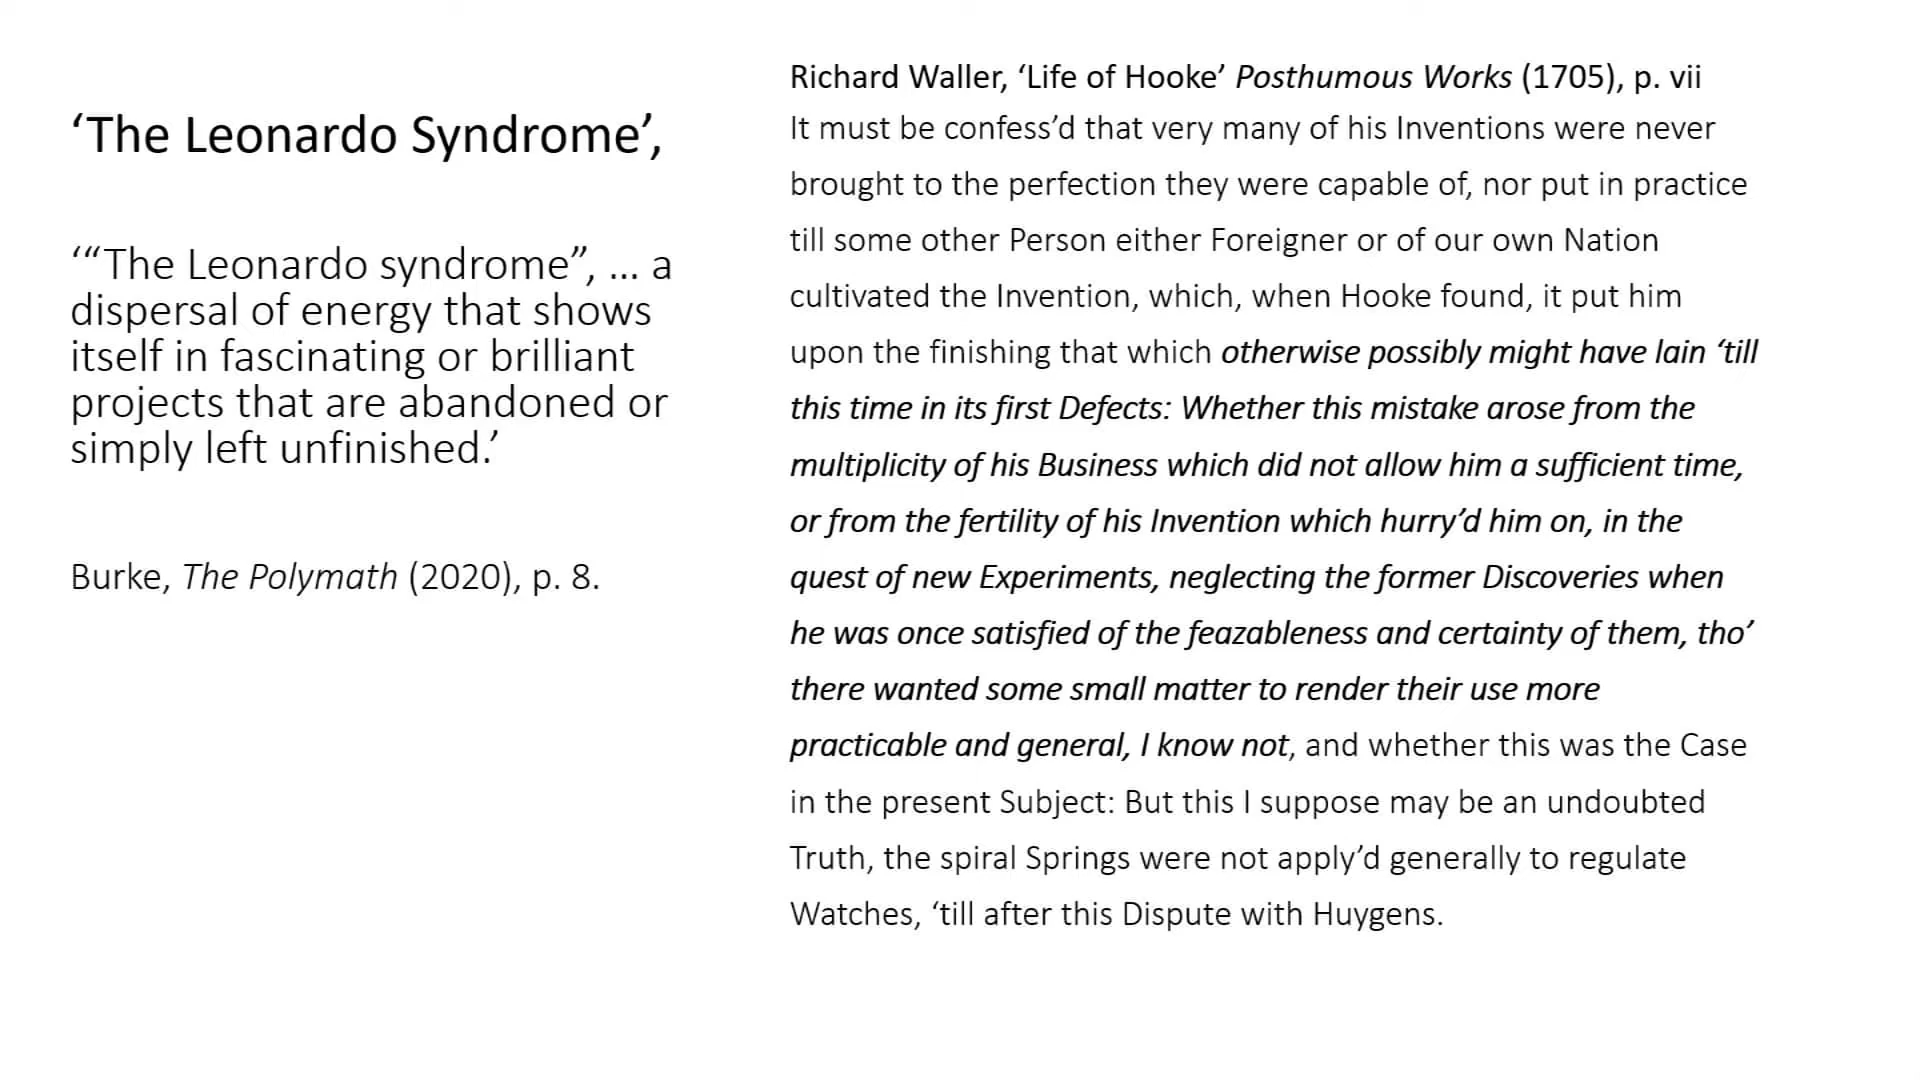 ‘The Leonardo Syndrome’,
‘“The Leonardo syndrome”, ... a
dispersal of energy that shows
itself in fascinating or brilliant
projects that are abandoned or
simply left unfinished.’
Burke, The Polymath (2020), p. 8.
Richard Waller, ‘Life of Hooke’ Posthumous Works (1705), p. vii
It must be confess’d that very many of his Inventions were never
brought to the perfection they were capable of, nor put in practice
till some other Person either Foreigner or of our own Nation
cultivated the Invention, which, when Hooke found, it put him
upon the finishing that which otherwise possibly might have lain ‘till
this time in its first Defects: Whether this mistake arose from the
multiplicity of his Business which did not allow him a sufficient time,
or from the fertility of his Invention which hurry’d him on, in the
quest of new Experiments, neglecting the former Discoveries when
he was once satisfied of the feazableness and certainty of them, tho’
there wanted some small matter to render their use more
practicable and general, I know not, and whether this was the Case
in the present Subject: But this I suppose may be an undoubted
Truth, the spiral Springs were not apply’d generally to regulate
Watches, ‘till after this Dispute with Huygens.